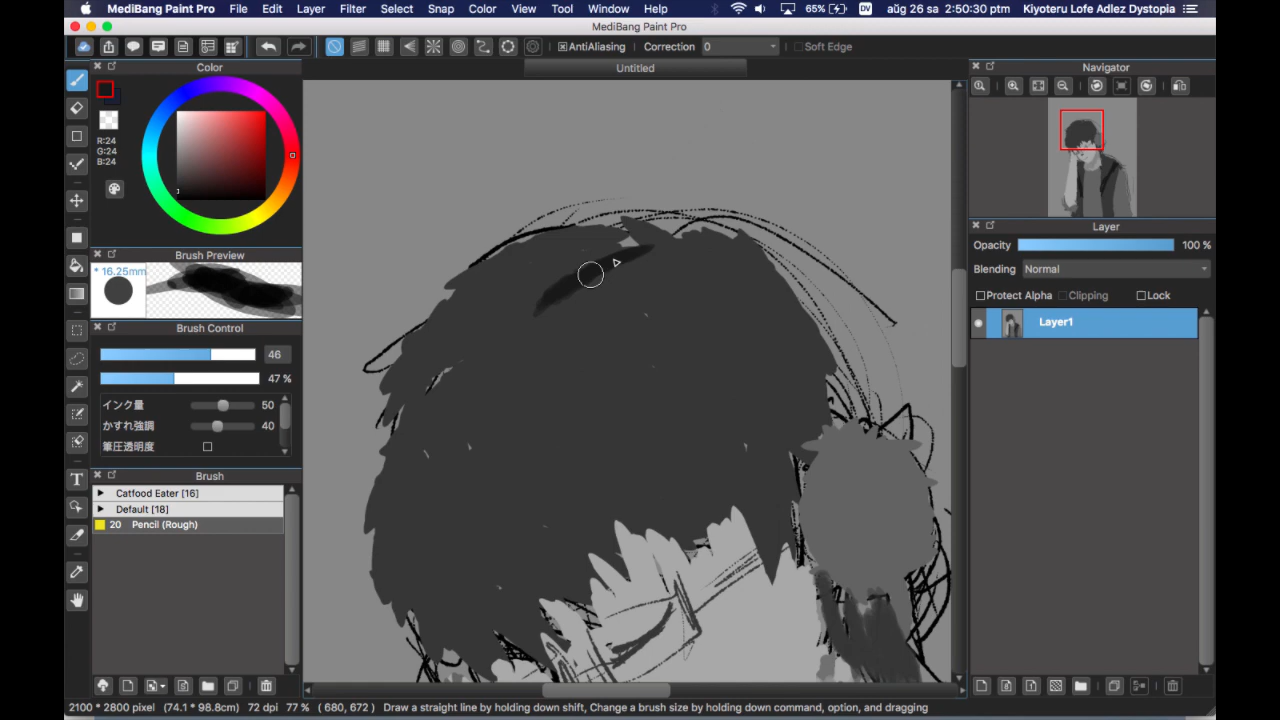 MediBang Paint Pro File Edit Layer Filter Select Snap Color View Tool Window Help 65% DV aŭg 26 sa 2:50:30 ptm Kiyoteru Lofe Adlez Dystopia
MediBang Paint Pro
AntiAliasing Correction 0 Soft Edge
Color
Untitled
Navigator
R:24
G:24
B:24
Layer
Opacity 100 %
Brush Preview
* 16.25mm
Blending Normal
Protect Alpha Clipping Lock
Layer1
Brush Control
46
47 %
インク量 50
かすれ強調 40
筆圧透明度
Brush
Catfood Eater [16]
Default [18]
20 Pencil (Rough)
T
2100 * 2800 pixel (74.1 * 98.8cm) 72 dpi 77 % ( 680, 672 ) Draw a straight line by holding down shift, Change a brush size by holding down command, option, and dragging